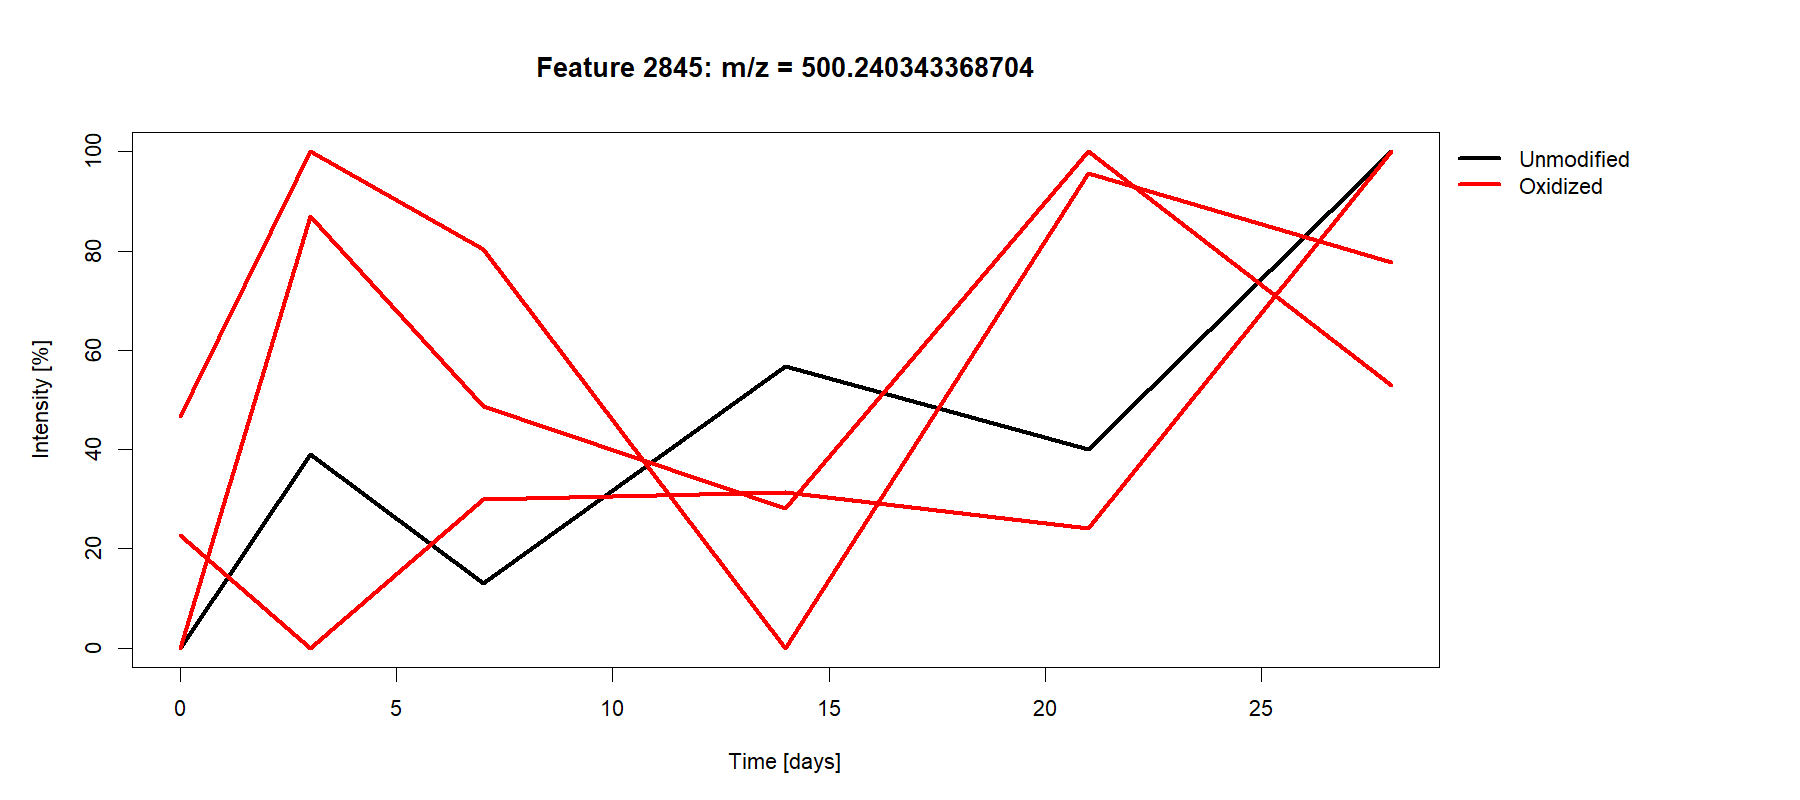 Feature 2845: m/z = 500.240343368704
Unmodified
Oxidized
Intensity [%]
100
80
60
40
20
0
0 5 10 15 20 25
Time [days]